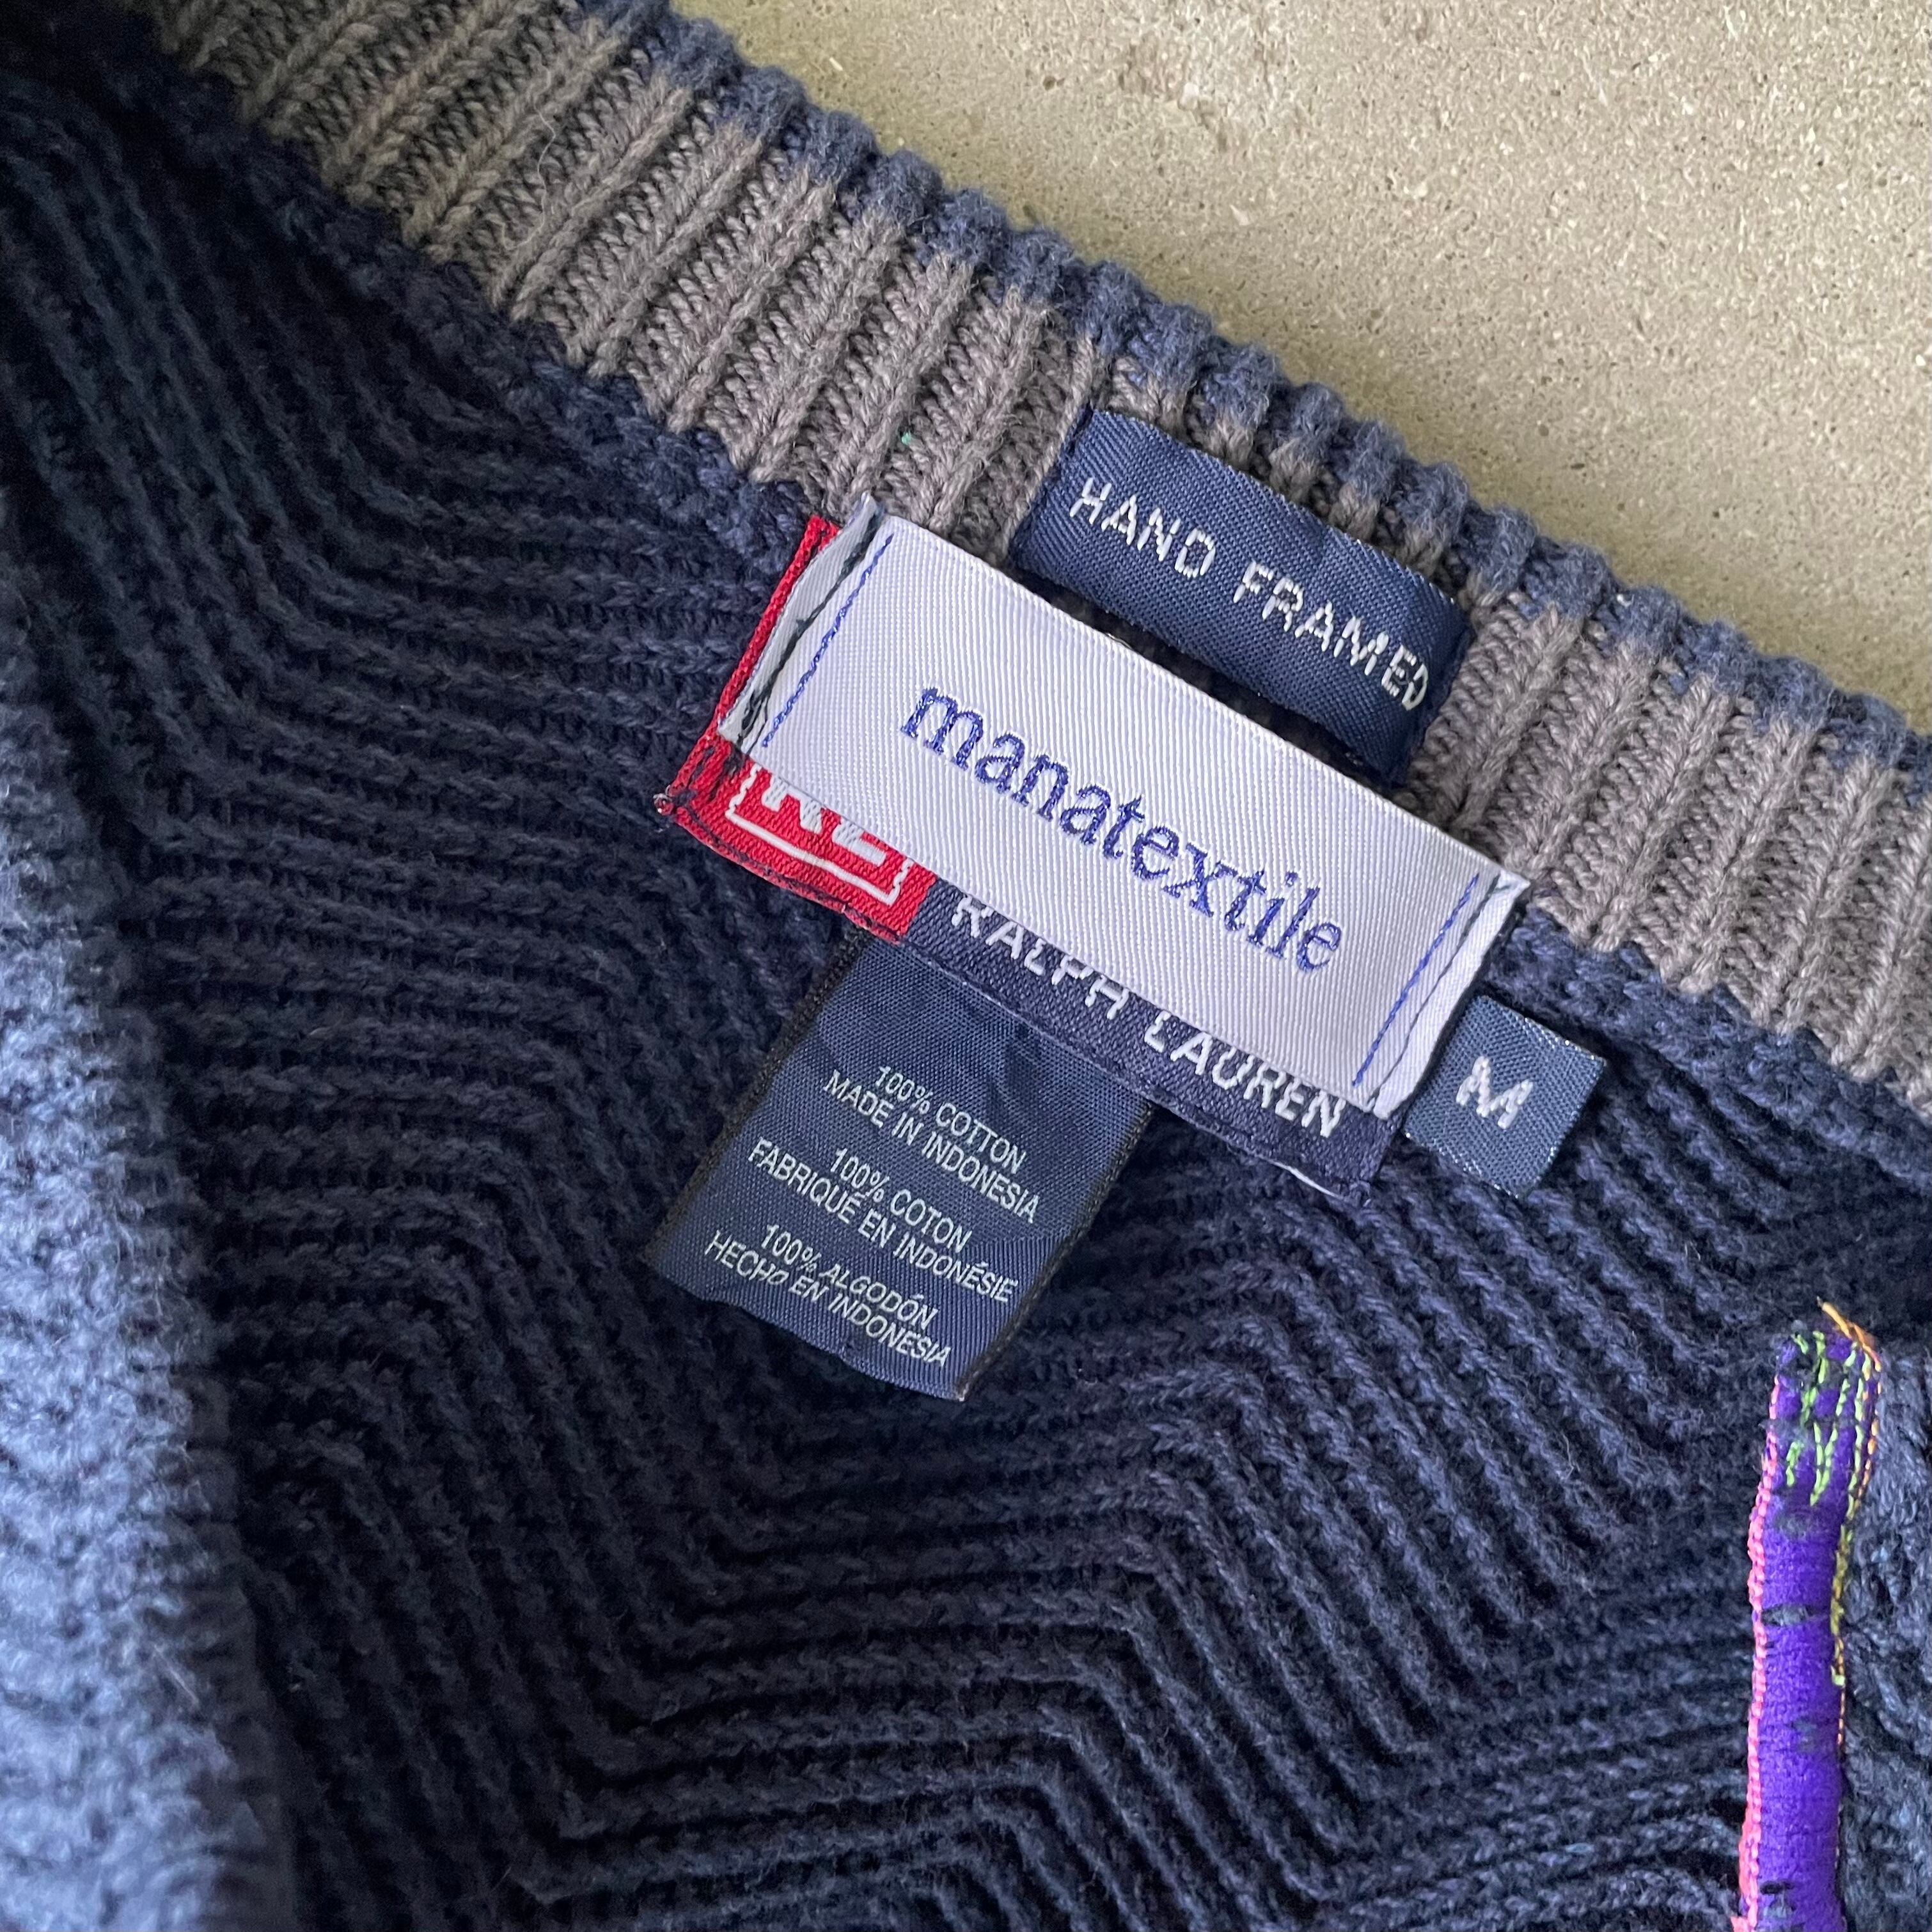 HAND FRAMED
manatextile
RALPH LAUREN
M
100% COTTON
MADE IN INDONESIA
100% COTON
FABRIQUÉ EN INDONÉSIE
100% ALGODÓN
HECHO EN INDONESIA